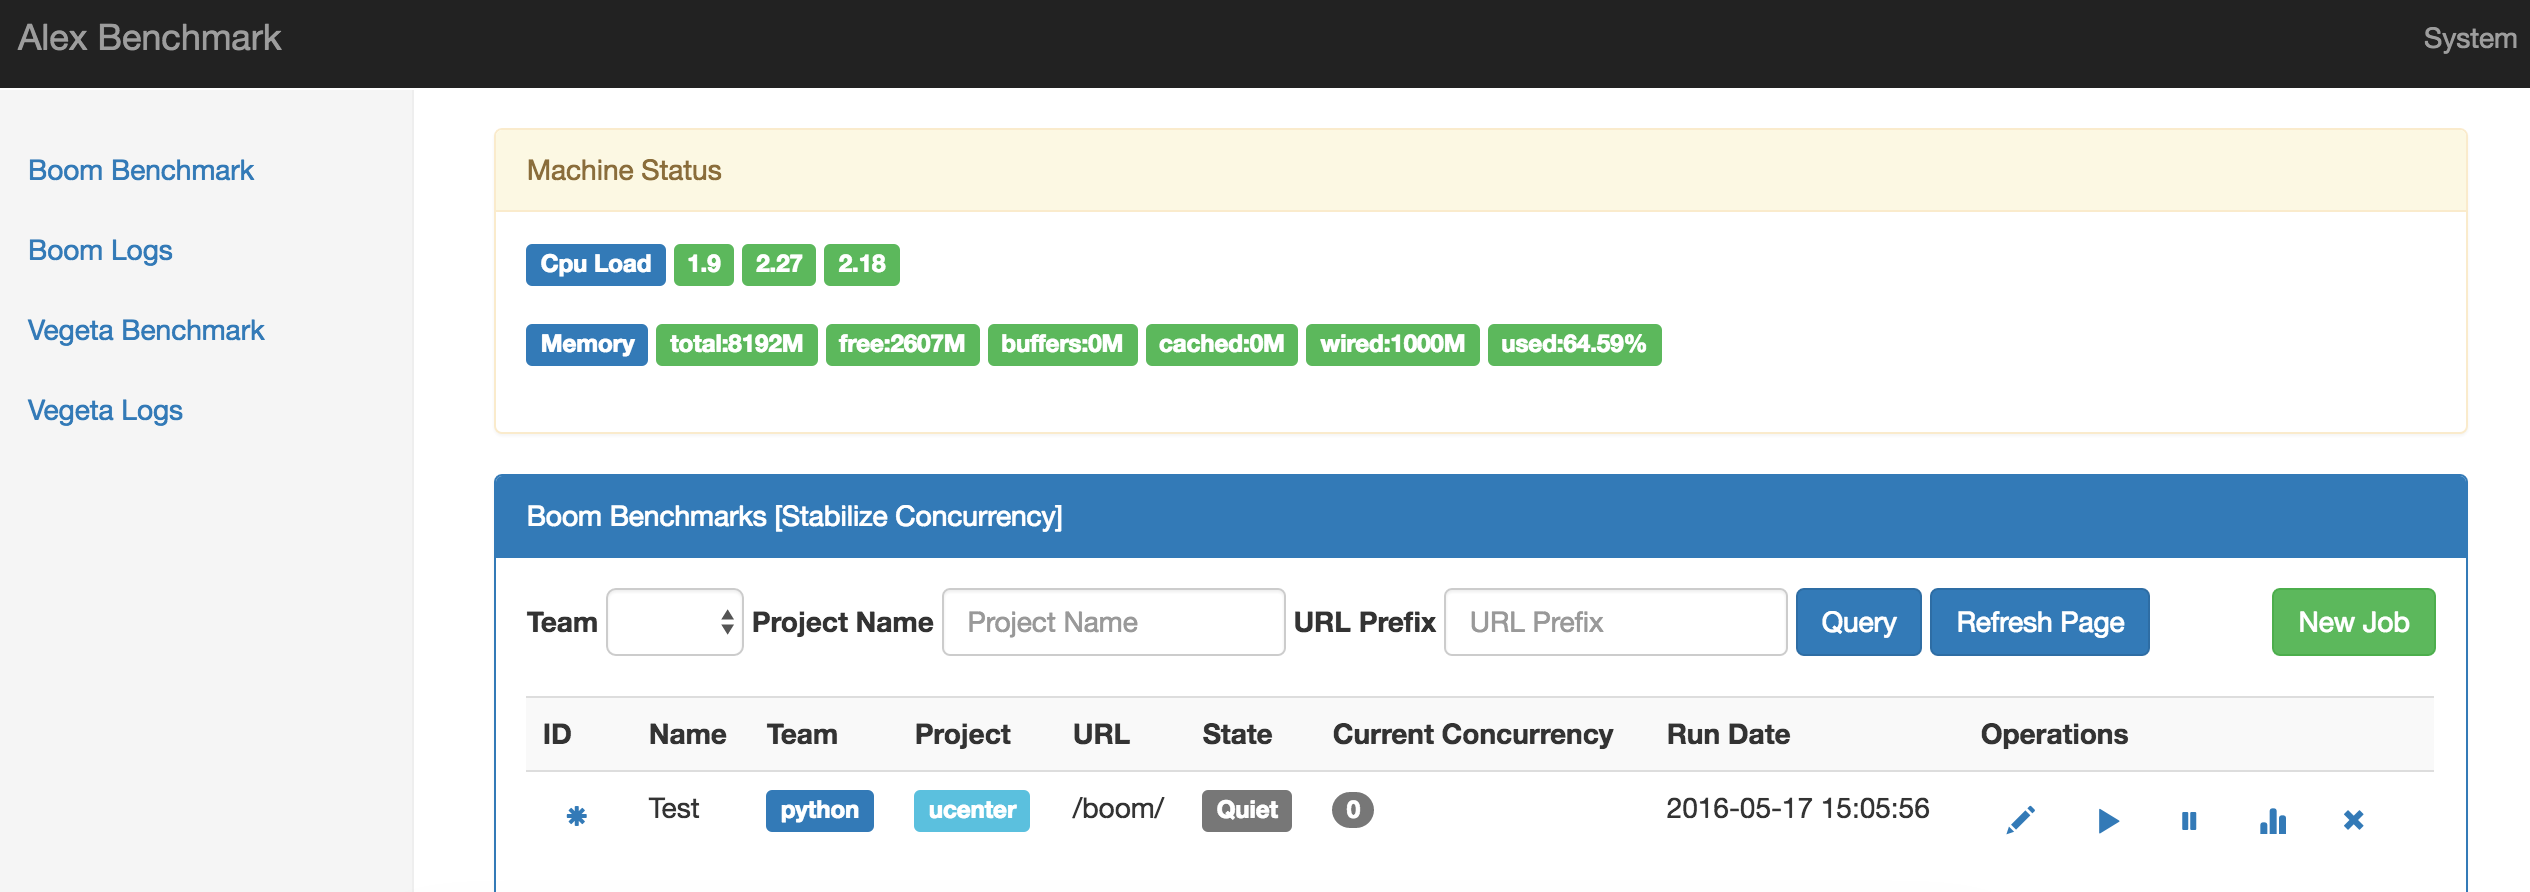 Alex Benchmark System
Boom Benchmark
Boom Logs
Vegeta Benchmark
Vegeta Logs
Machine Status
Cpu Load 1.9 2.27 2.18
Memory total:8192M free:2607M buffers:0M cached:0M wired:1000M used:64.59%
Boom Benchmarks [Stabilize Concurrency]
Team Project Name Project Name URL Prefix URL Prefix Query Refresh Page New Job
ID Name Team Project URL State Current Concurrency Run Date Operations
Test python ucenter /boom/ Quiet 0 2016-05-17 15:05:56